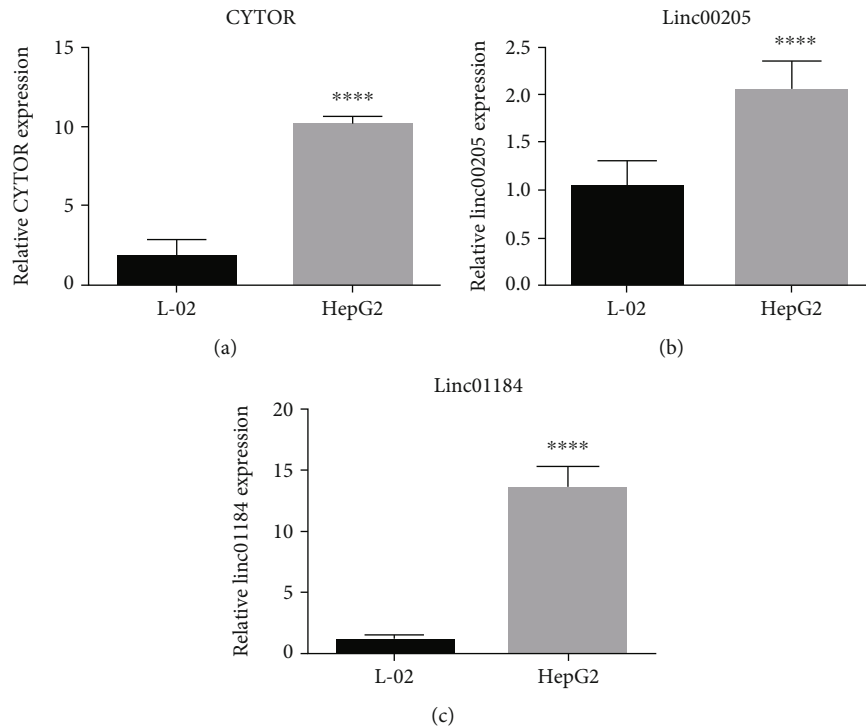 CYTOR
Relative CYTOR expression
15
10
5
0
****
L-02
HepG2
(a)
Linc00205
Relative linc00205 expression
2.5
2.0
1.5
1.0
0.5
0.0
****
L-02
HepG2
(b)
Linc01184
Relative linc01184 expression
20
15
10
5
0
****
L-02
HepG2
(c)